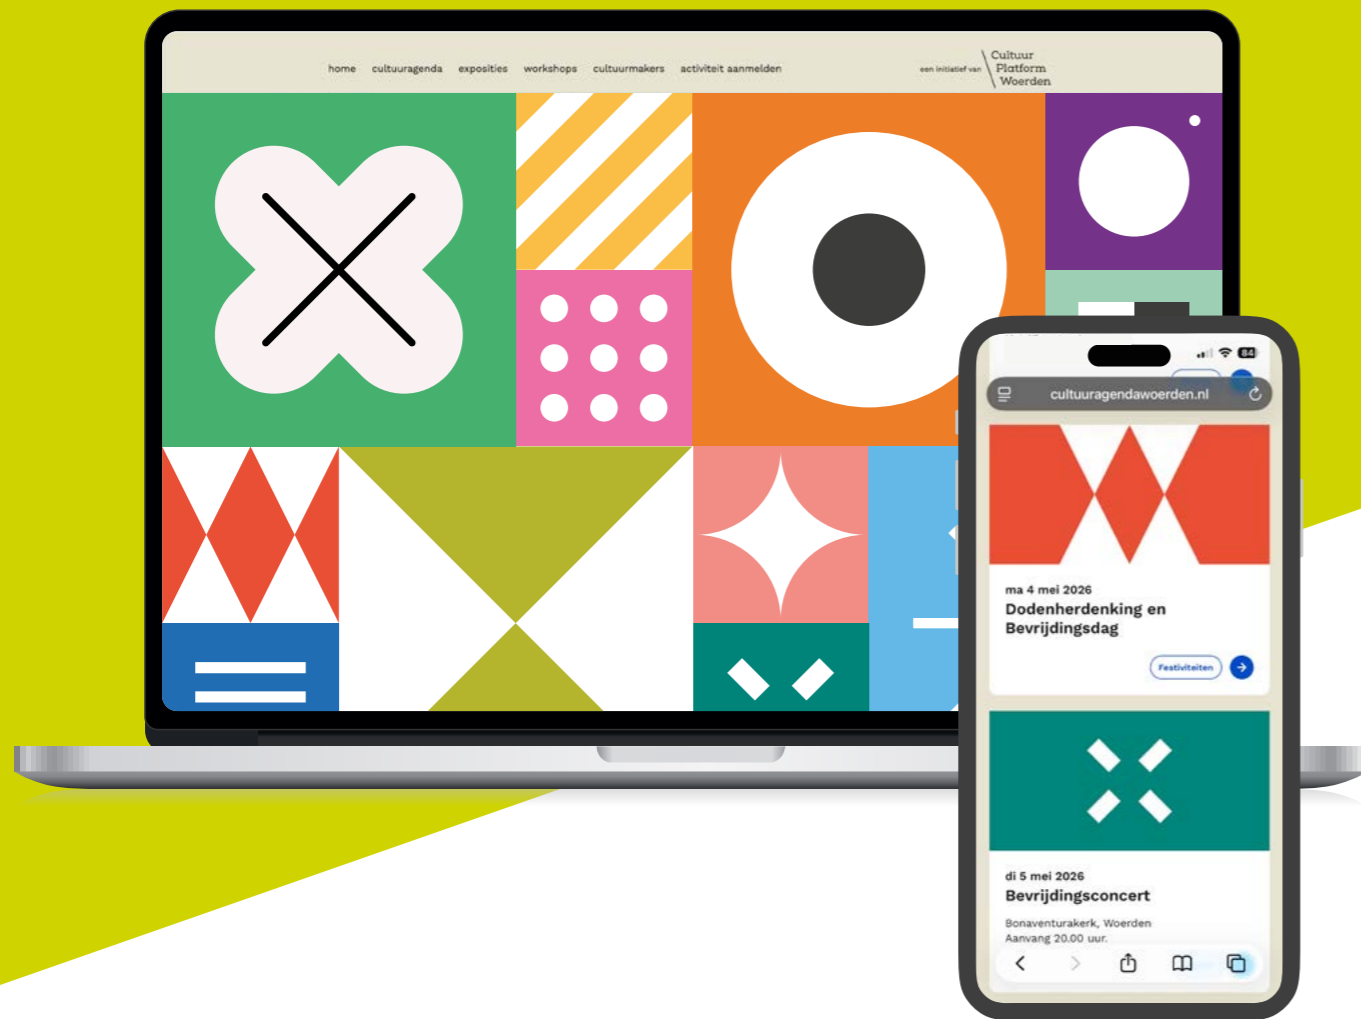 home cultuuragenda exposities workshops cultuurmakers activiteit aanmelden
een initiatief van
Cultuur
Platform
Woerden
84
cultuuragendawoerden.nl
ma 4 mei 2026
Dodenherdenking en
Bevrijdingsdag
Festiviteiten
di 5 mei 2026
Bevrijdingsconcert
Bonaventurakerk, Woerden
Aanvang 20.00 uur.